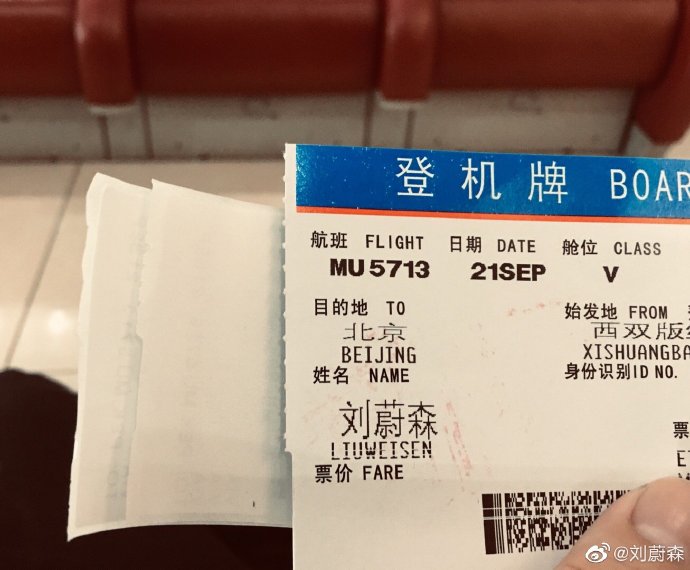 登机牌 BOAR
航班 FLIGHT 日期 DATE 舱位 CLASS
MU5713 21SEP V
目的地 TO 始发地 FROM
北京 西双版
BEIJING XISHUANGBA
姓名 NAME 身份识别ID NO.
刘蔚森
LIUWEISEN
票价 FARE 票
@刘蔚森